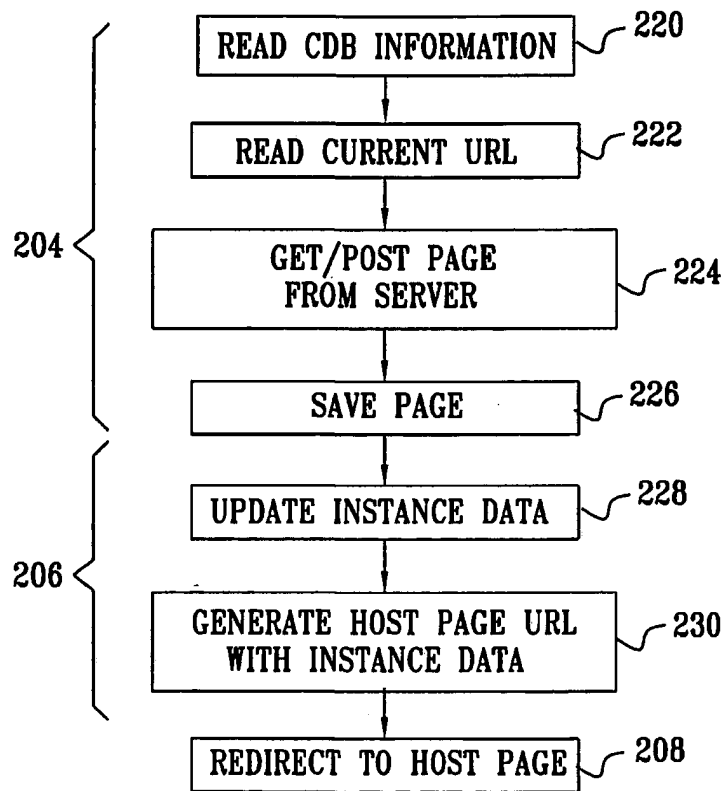 READ CDB INFORMATION
220
READ CURRENT URL
222
204
GET/POST PAGE
FROM SERVER
224
SAVE PAGE
226
UPDATE INSTANCE DATA
228
206
GENERATE HOST PAGE URL
WITH INSTANCE DATA
230
REDIRECT TO HOST PAGE
208